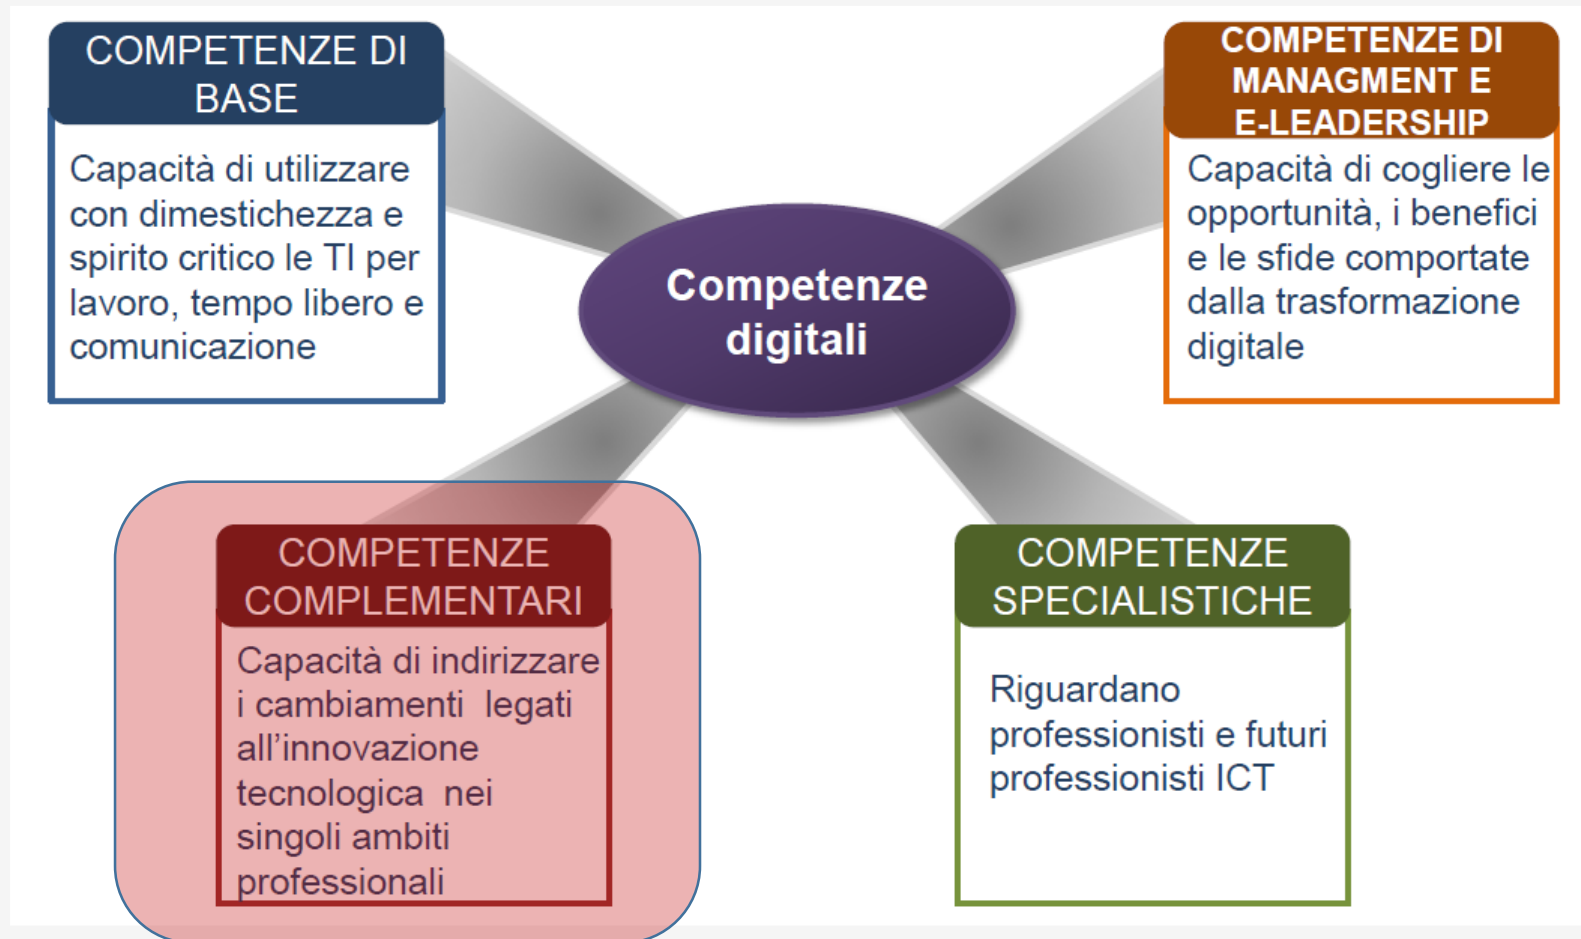 COMPETENZE DI
BASE
Capacità di utilizzare
con dimestichezza e
spirito critico le TI per
lavoro, tempo libero e
comunicazione
COMPETENZE DI
MANAGMENT E
E-LEADERSHIP
Capacità di cogliere le
opportunità, i benefici
e le sfide comportate
dalla trasformazione
digitale
Competenze
digitali
COMPETENZE
COMPLEMENTARI
Capacità di indirizzare
i cambiamenti legati
all'innovazione
tecnologica nei
singoli ambiti
professionali
COMPETENZE
SPECIALISTICHE
Riguardano
professionisti e futuri
professionisti ICT